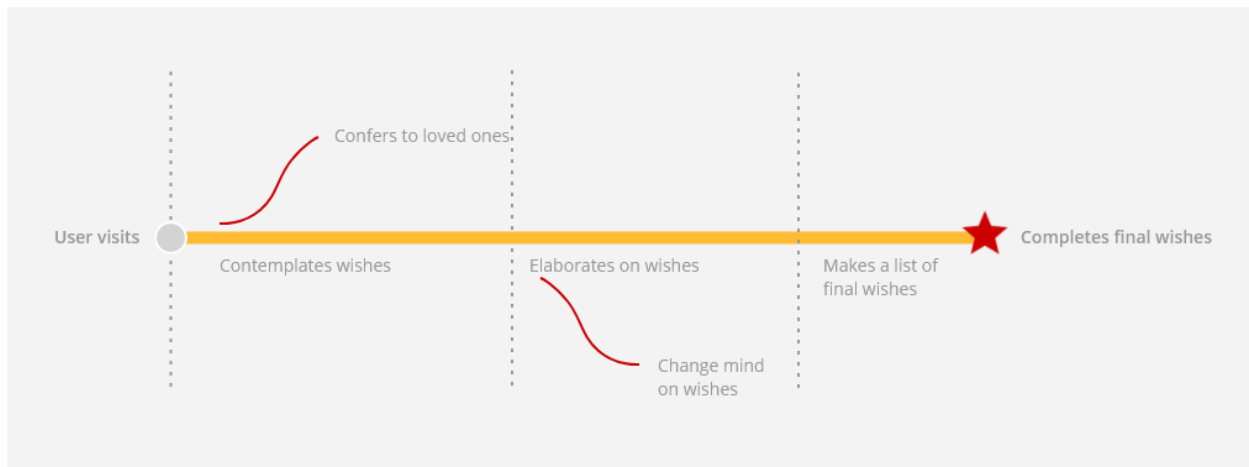 Confers to loved ones
User visits
Completes final wishes
Contemplates wishes
Elaborates on wishes
Makes a list of
final wishes
Change mind
on wishes